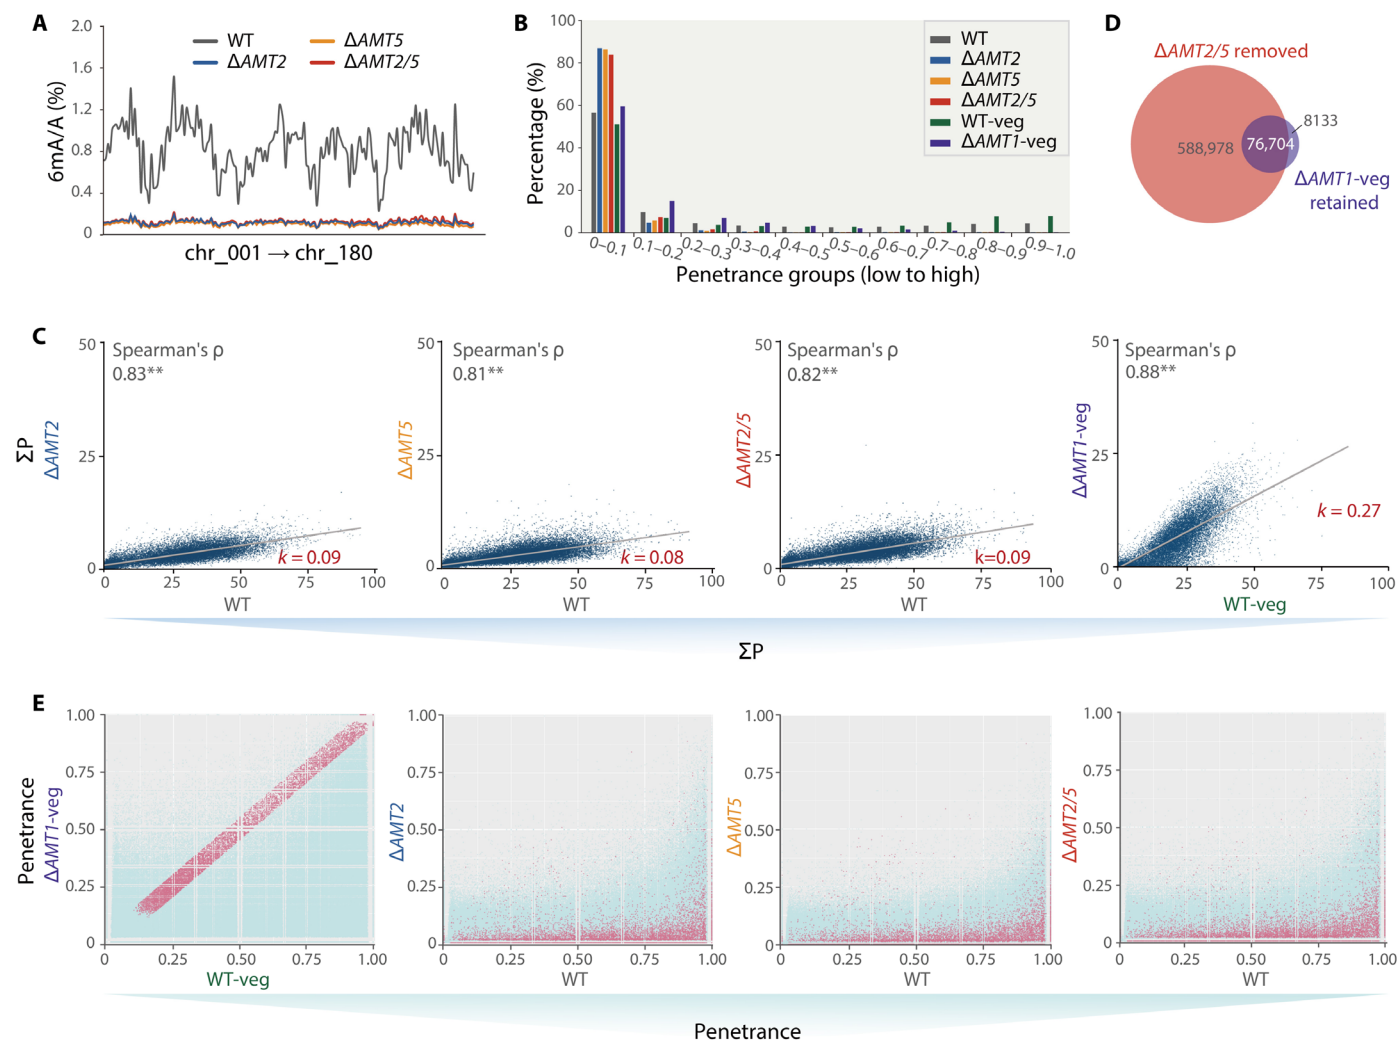 A
2.0
1.6
1.2
0.8
0.4
0
6mA/A (%)
WT
ΔAMT2
ΔAMT5
ΔAMT2/5
chr_001 → chr_180
B
100
80
60
40
20
0
Percentage (%)
WT
ΔAMT2
ΔAMT5
ΔAMT2/5
WT-veg
ΔAMT1-veg
0–0.1
0.1–0.2
0.2–0.3
0.3–0.4
0.4–0.5
0.5–0.6
0.6–0.7
0.7–0.8
0.8–0.9
0.9–1.0
Penetrance groups (low to high)
D
ΔAMT2/5 removed
588,978
76,704
8133
ΔAMT1-veg
retained
C
ΣP
ΔAMT2
50
25
0
Spearman's ρ
0.83**
k = 0.09
0 25 50 75 100
WT
ΔAMT5
50
25
0
Spearman's ρ
0.81**
k = 0.08
0 25 50 75 100
WT
ΔAMT2/5
50
25
0
Spearman's ρ
0.82**
k=0.09
0 25 50 75 100
WT
ΔAMT1-veg
50
25
0
Spearman's ρ
0.88**
k = 0.27
0 25 50 75 100
WT-veg
ΣP
E
Penetrance
ΔAMT1-veg
1.00
0.75
0.50
0.25
0
0 0.25 0.50 0.75 1.00
WT-veg
ΔAMT2
1.00
0.75
0.50
0.25
0
0 0.25 0.50 0.75 1.00
WT
ΔAMT5
1.00
0.75
0.50
0.25
0
0 0.25 0.50 0.75 1.00
WT
ΔAMT2/5
1.00
0.75
0.50
0.25
0
0 0.25 0.50 0.75 1.00
WT
Penetrance